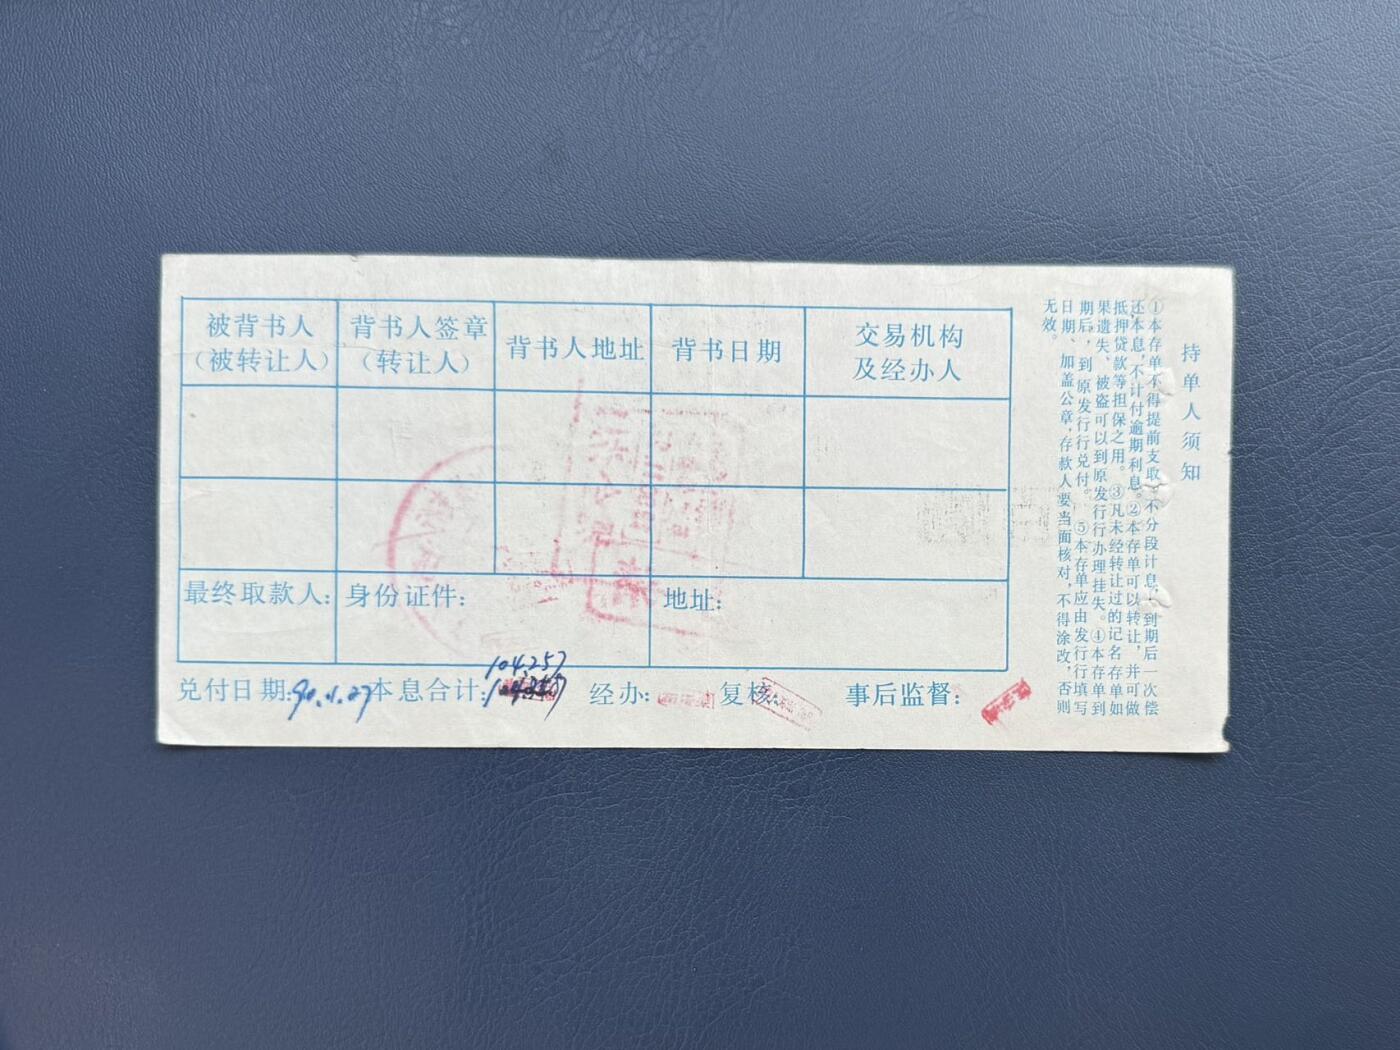 被背书人
(被转让人)
背书人签章
(转让人)
背书人地址
背书日期
交易机构
及经办人
最终取款人:
身份证件:
地址:
兑付日期:90.1.27
本息合计:
104.257
经办:
复核:
事后监督:
持单人须知
①本存单不得提前支取。不分段计息,到期后一次偿
还本息,不计付逾期利息。②本存单可以转让,并可做
抵押贷款等担保之用。③凡未经转让过的记名存单如
果遗失、被盗可以到原发行行办理挂失。④本存单到
期后,到原发行行兑付。⑤本存单应由发行行填写
日期、加盖公章,存款人要当面核对,不得涂改,否则
无效。